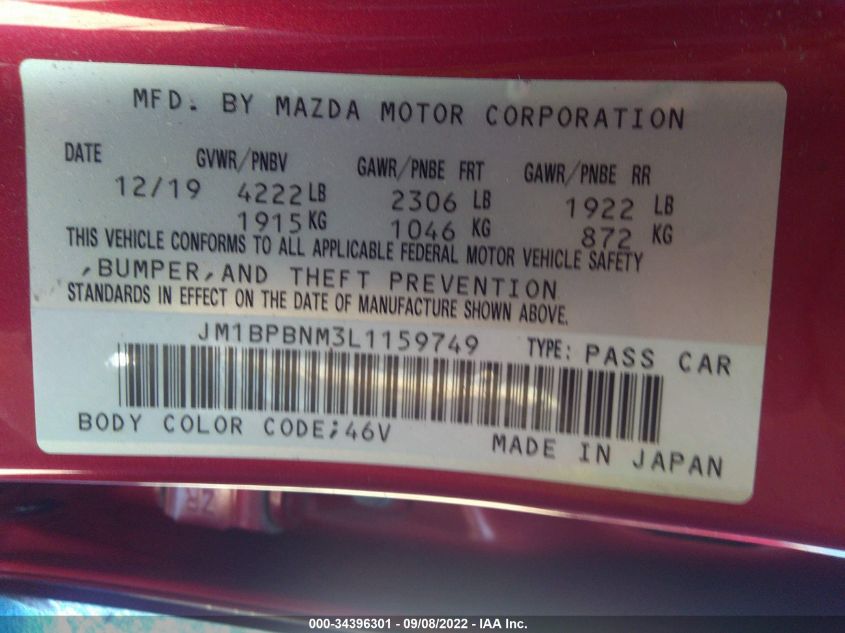 MFD. BY MAZDA MOTOR CORPORATION
DATE GVWR/PNBV GAWR/PNBE FRT GAWR/PNBE RR
12/19 4222 LB 2306 LB 1922 LB
1915 KG 1046 KG 872 KG
THIS VEHICLE CONFORMS TO ALL APPLICABLE FEDERAL MOTOR VEHICLE SAFETY
,BUMPER,AND THEFT PREVENTION
STANDARDS IN EFFECT ON THE DATE OF MANUFACTURE SHOWN ABOVE.
JM1BPBNM3L1159749 TYPE: PASS CAR
BODY COLOR CODE;46V
MADE IN JAPAN
000-34396301 - 09/08/2022 - IAA Inc.